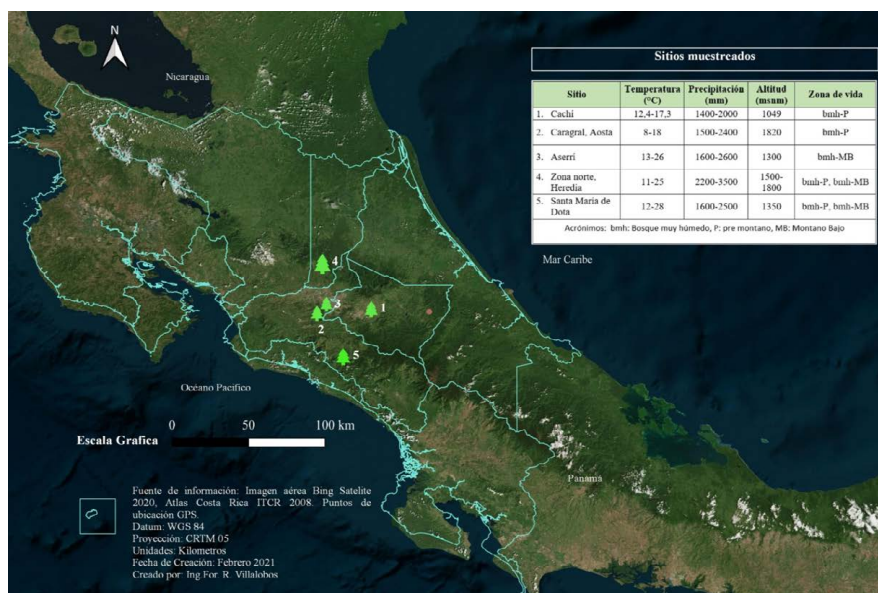 N
Nicaragua
Sitios muestreados
Sitio Temperatura (°C) Precipitación (mm) Altitud (msnm) Zona de vida
1. Cachi 12,4-17,3 1400-2000 1049 bmh-P
2. Caragral, Aosta 8-18 1500-2400 1820 bmh-P
3. Aserri 13-26 1600-2600 1300 bmh-MB
4. Zona norte, Heredia 11-25 2200-3500 1500-1800 bmh-P, bmh-MB
5. Santa María de Dota 12-28 1600-2500 1350 bmh-P, bmh-MB
Acrónimos: bmh: Bosque muy húmedo, P: pre montano, MB: Montano Bajo
Mar Caribe
4
3
1
2
5
Océano Pacífico
0 50 100 km
Escala Grafica
Panamá
Fuente de información: Imagen aérea Bing Satelite
2020, Atlas Costa Rica ITCR 2008. Puntos de
ubicación GPS.
Datum: WGS 84
Proyección: CRTM 05
Unidades: Kilometros
Fecha de Creación: Febrero 2021
Creado por: Ing For. R. Villalobos